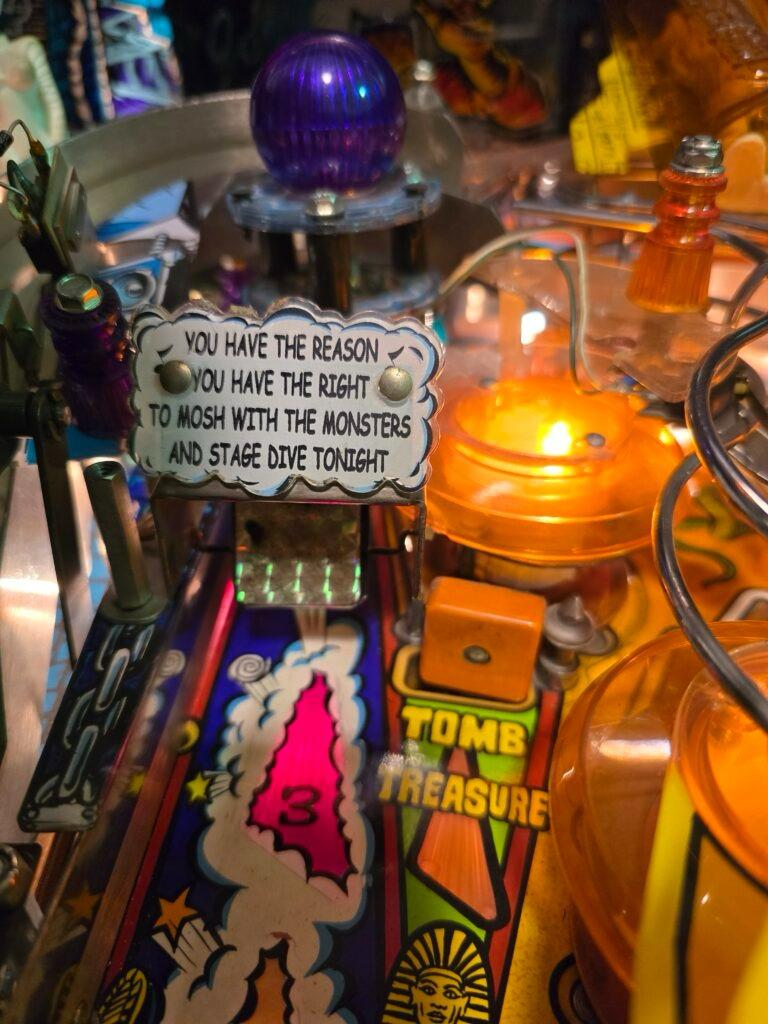 YOU HAVE THE REASON
YOU HAVE THE RIGHT
TO MOSH WITH THE MONSTERS
AND STAGE DIVE TONIGHT
TOMB
TREASURE
3